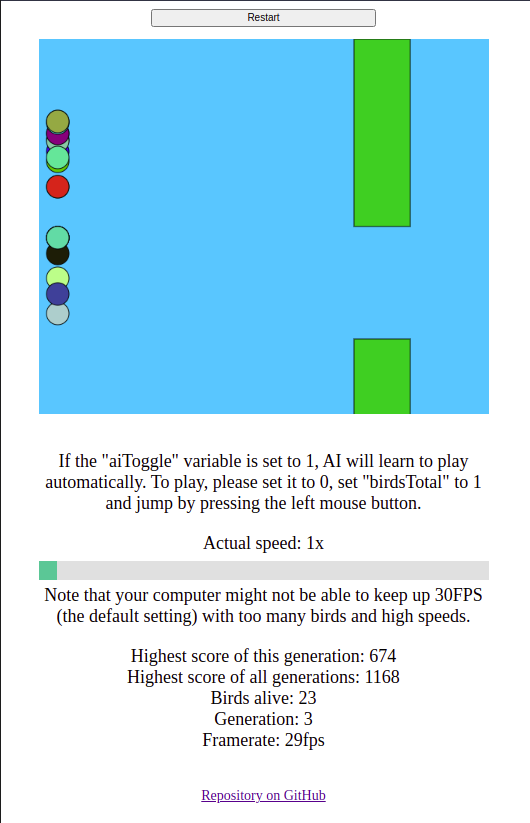 Restart
If the "aiToggle" variable is set to 1, AI will learn to play
automatically. To play, please set it to 0, set "birdsTotal" to 1
and jump by pressing the left mouse button.
Actual speed: 1x
Note that your computer might not be able to keep up 30FPS
(the default setting) with too many birds and high speeds.
Highest score of this generation: 674
Highest score of all generations: 1168
Birds alive: 23
Generation: 3
Framerate: 29fps
Repository on GitHub